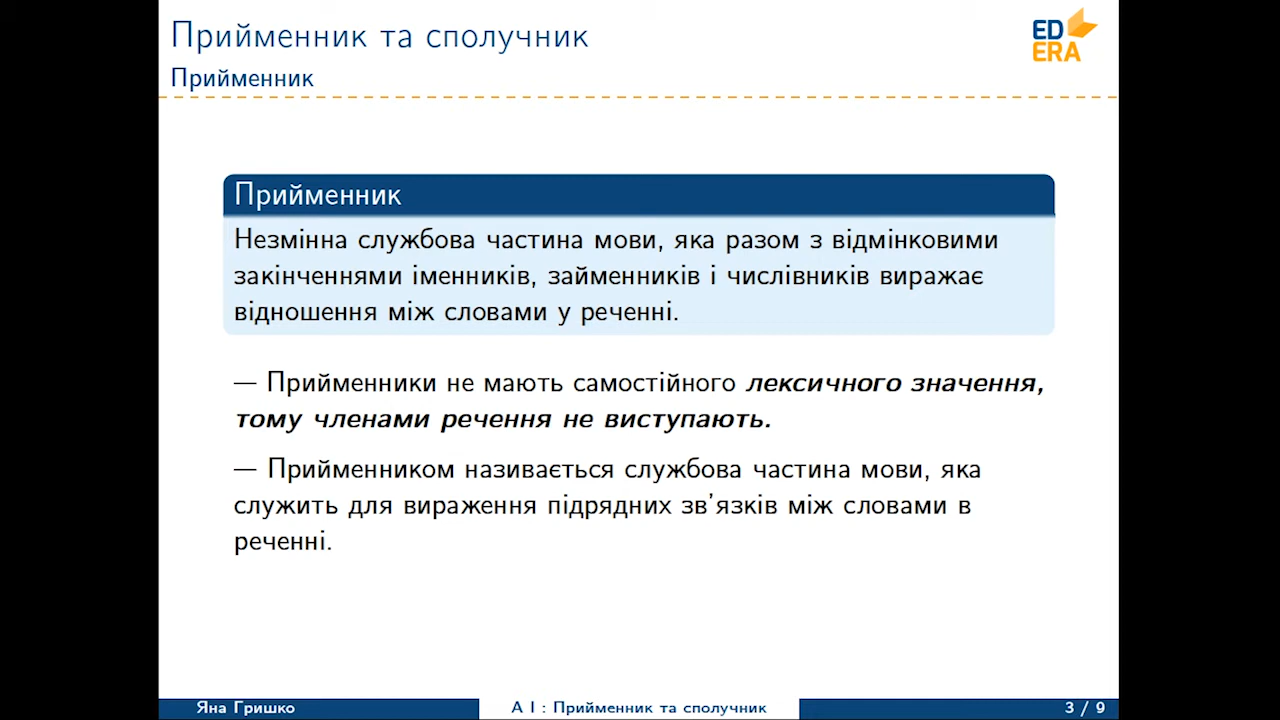 Прийменник та сполучник
Прийменник
ED
ERA
Прийменник
Незмінна службова частина мови, яка разом з відмінковими
закінченнями іменників, займенників і числівників виражає
відношення між словами у реченні.
— Прийменники не мають самостійного лексичного значення,
тому членами речення не виступають.
— Прийменником називається службова частина мови, яка
служить для вираження підрядних зв'язків між словами в
реченні.
Яна Гришко
А І : Прийменник та сполучник
3 / 9